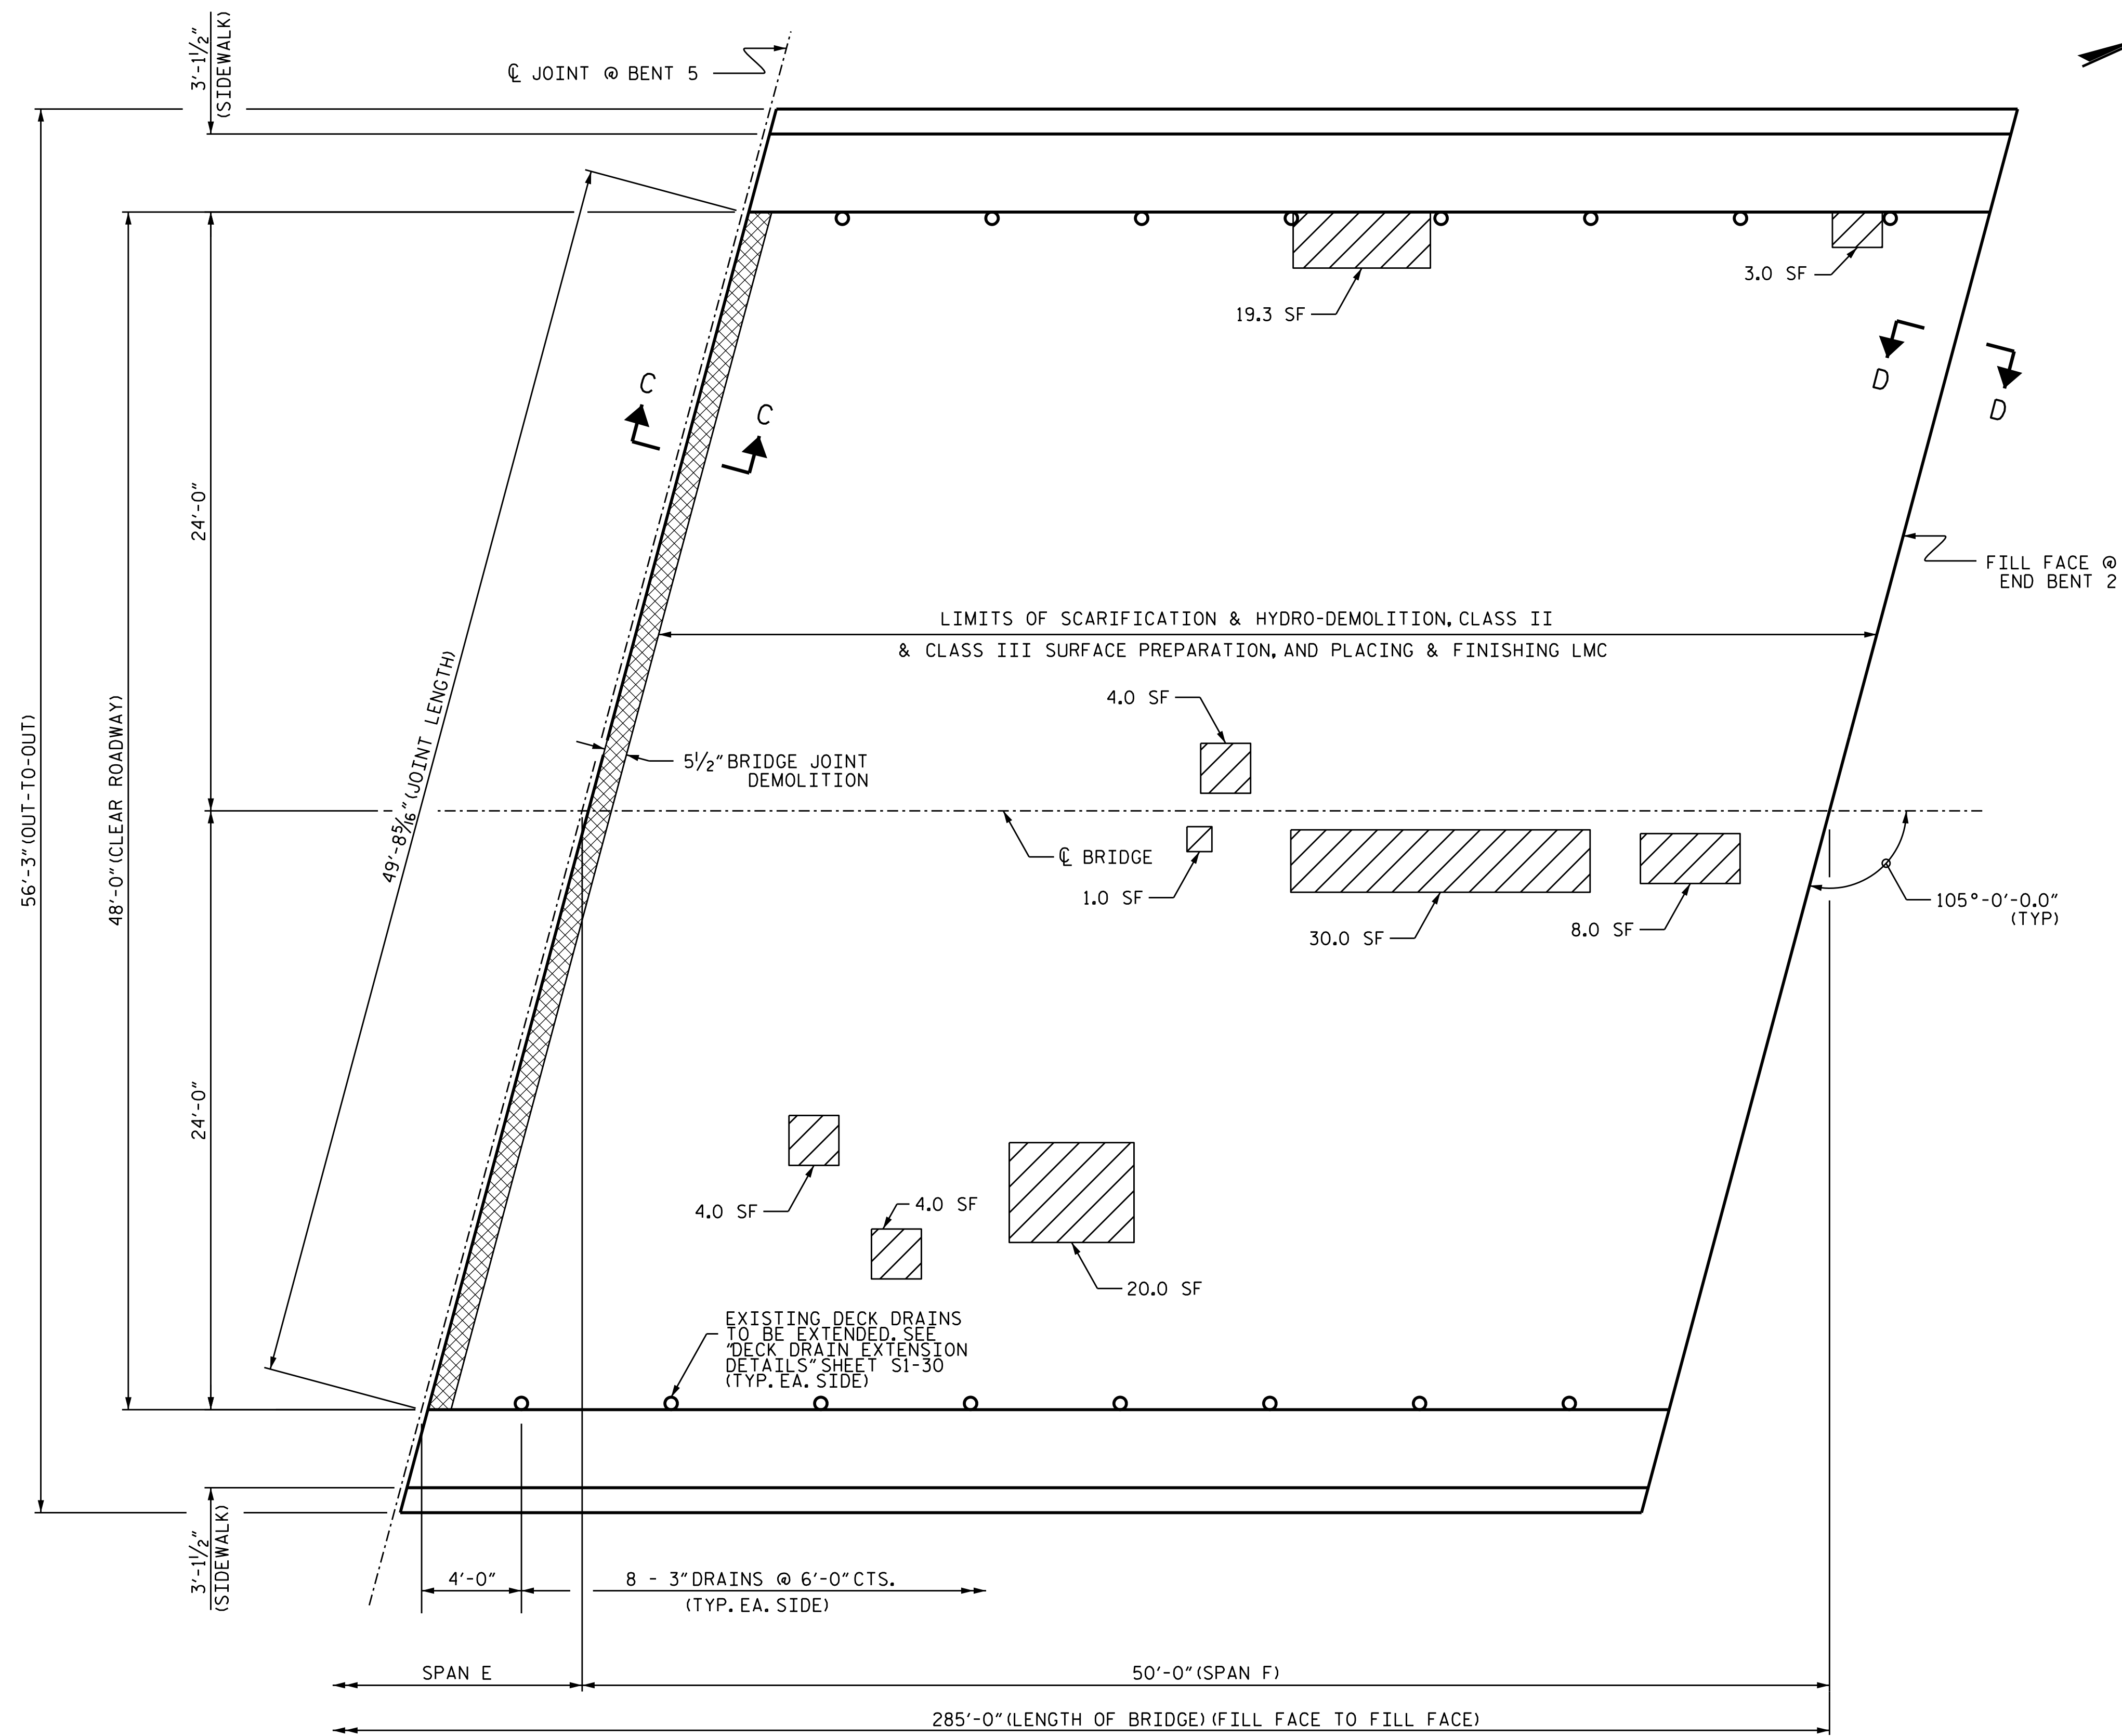 3'-1½"
(SIDEWALK)
℄ JOINT @ BENT 5
19.3 SF
3.0 SF
C
C
D
D
24'-0"
FILL FACE @
END BENT 2
LIMITS OF SCARIFICATION & HYDRO-DEMOLITION, CLASS II
& CLASS III SURFACE PREPARATION, AND PLACING & FINISHING LMC
49'-8⁵⁄₁₆" (JOINT LENGTH)
56'-3" (OUT-TO-OUT)
48'-0" (CLEAR ROADWAY)
4.0 SF
5½" BRIDGE JOINT
DEMOLITION
℄ BRIDGE
1.0 SF
30.0 SF
8.0 SF
105°-0'-0.0"
(TYP)
24'-0"
4.0 SF
4.0 SF
20.0 SF
EXISTING DECK DRAINS
TO BE EXTENDED. SEE
"DECK DRAIN EXTENSION
DETAILS" SHEET S1-30
(TYP. EA. SIDE)
3'-1½"
(SIDEWALK)
4'-0"
8 - 3" DRAINS @ 6'-0" CTS.
(TYP. EA. SIDE)
SPAN E
50'-0" (SPAN F)
285'-0" (LENGTH OF BRIDGE) (FILL FACE TO FILL FACE)